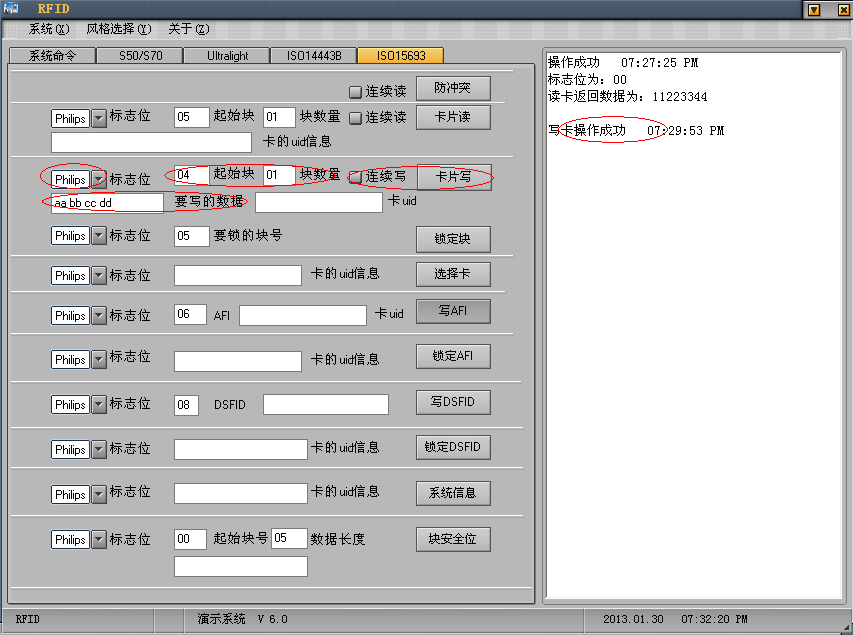 RFID
系统(X) 风格选择(Y) 关于(Z)
系统命令 S50/S70 Ultralight ISO14443B ISO15693
连续读 防冲突
Philips 标志位 05 起始块 01 块数量 连续读 卡片读
卡的uid信息
Philips 标志位 04 起始块 01 块数量 连续写 卡片写
aa bb cc dd 要写的数据 卡uid
Philips 标志位 05 要锁的块号 锁定块
Philips 标志位 卡的uid信息 选择卡
Philips 标志位 06 AFI 卡uid 写AFI
Philips 标志位 卡的uid信息 锁定AFI
Philips 标志位 08 DSFID 写DSFID
Philips 标志位 卡的uid信息 锁定DSFID
Philips 标志位 卡的uid信息 系统信息
Philips 标志位 00 起始块号 05 数据长度 块安全位
操作成功 07:27:25 PM
标志位为: 00
读卡返回数据为: 11223344
写卡操作成功 07:29:53 PM
RFID 演示系统 V 6.0 2013.01.30 07:32:20 PM